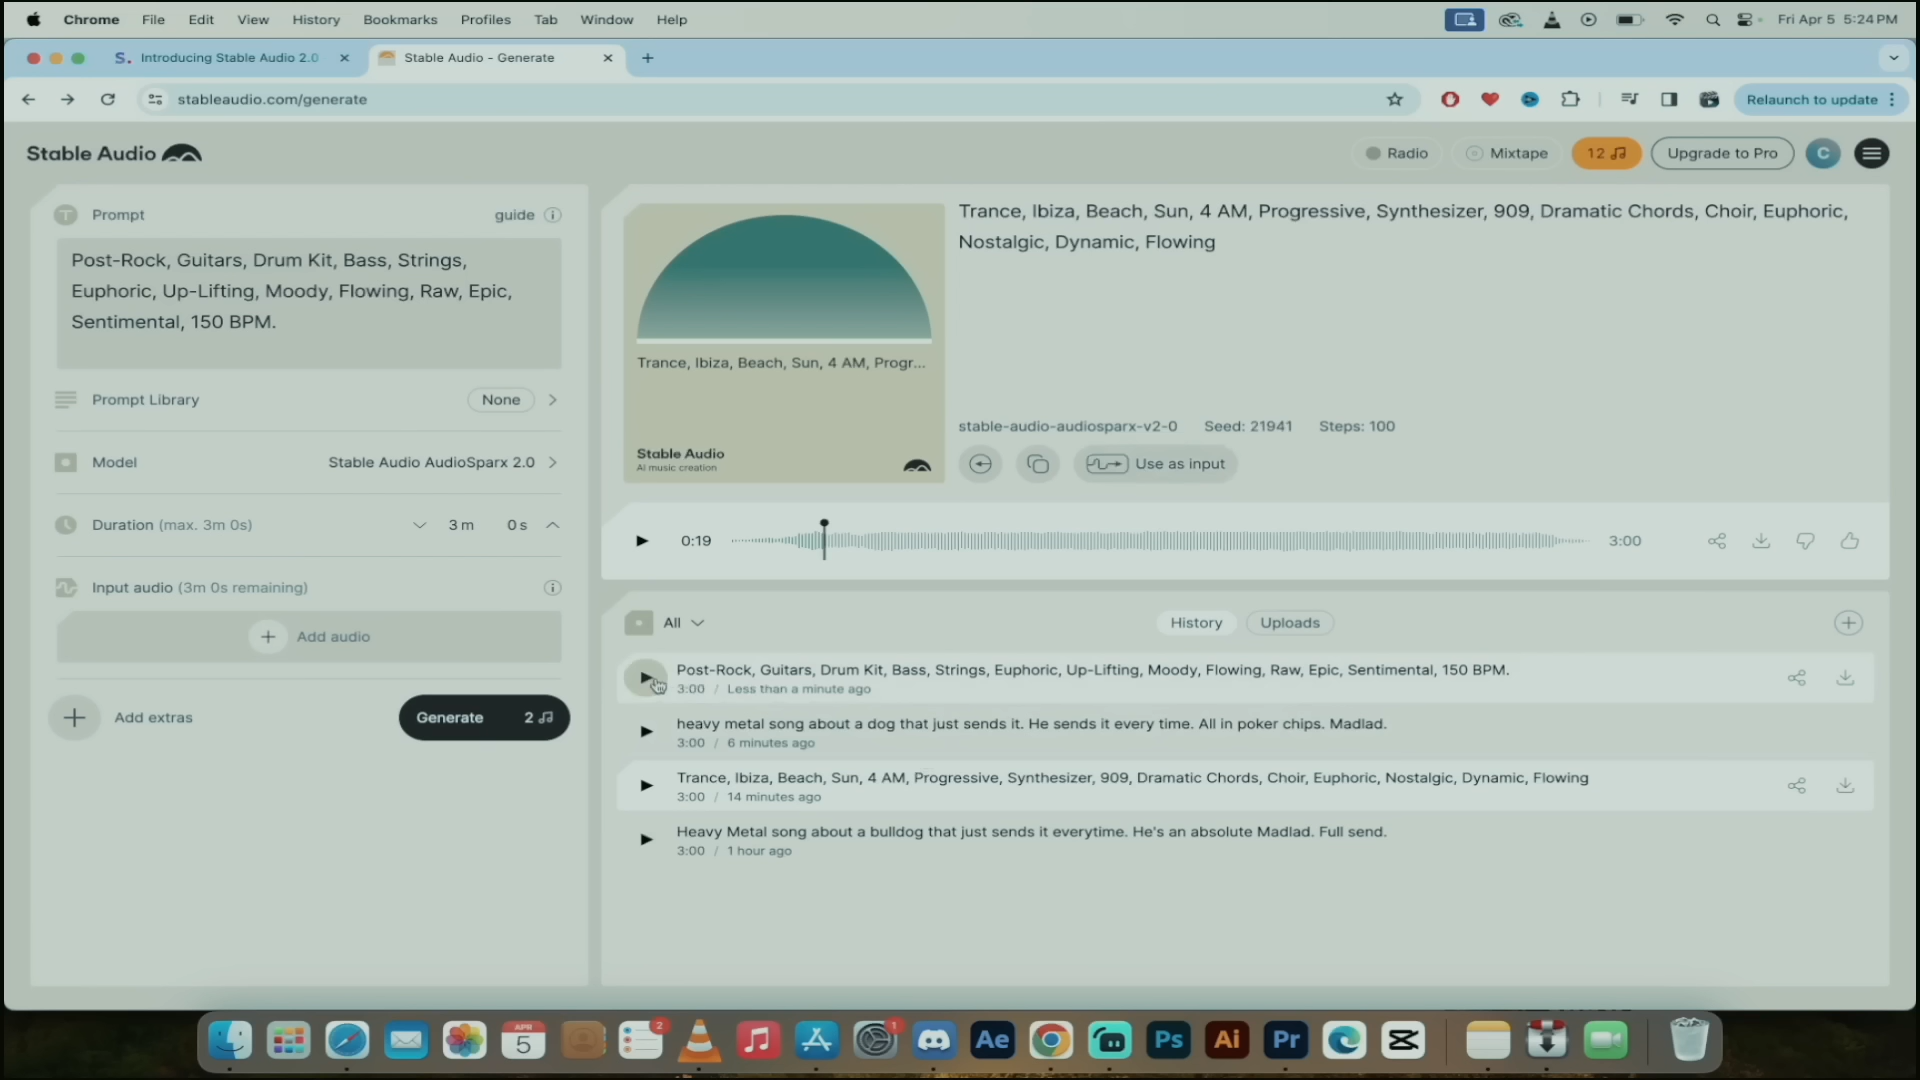 Chrome File Edit View History Bookmarks Profiles Tab Window Help Fri Apr 5 5:24 PM
S. Introducing Stable Audio 2.0 Stable Audio - Generate
stableaudio.com/generate Relaunch to update
Stable Audio Radio Mixtape 12 Upgrade to Pro C
Prompt guide
Post-Rock, Guitars, Drum Kit, Bass, Strings,
Euphoric, Up-Lifting, Moody, Flowing, Raw, Epic,
Sentimental, 150 BPM.
Prompt Library None
Model Stable Audio AudioSparx 2.0
Duration (max. 3m 0s) 3 m 0 s
Input audio (3m 0s remaining)
Add audio
Add extras Generate 2
Trance, Ibiza, Beach, Sun, 4 AM, Progr...
Stable Audio
AI music creation
Trance, Ibiza, Beach, Sun, 4 AM, Progressive, Synthesizer, 909, Dramatic Chords, Choir, Euphoric,
Nostalgic, Dynamic, Flowing
stable-audio-audiosparx-v2-0 Seed: 21941 Steps: 100
Use as input
0:19 3:00
All History Uploads
Post-Rock, Guitars, Drum Kit, Bass, Strings, Euphoric, Up-Lifting, Moody, Flowing, Raw, Epic, Sentimental, 150 BPM.
3:00 / Less than a minute ago
heavy metal song about a dog that just sends it. He sends it every time. All in poker chips. Madlad.
3:00 / 6 minutes ago
Trance, Ibiza, Beach, Sun, 4 AM, Progressive, Synthesizer, 909, Dramatic Chords, Choir, Euphoric, Nostalgic, Dynamic, Flowing
3:00 / 14 minutes ago
Heavy Metal song about a bulldog that just sends it everytime. He's an absolute Madlad. Full send.
3:00 / 1 hour ago
APR 5 2 1 Ae Ps Ai Pr